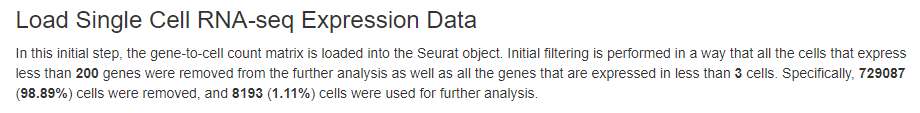 Load Single Cell RNA-seq Expression Data
In this initial step, the gene-to-cell count matrix is loaded into the Seurat object. Initial filtering is performed in a way that all the cells that express
less than 200 genes were removed from the further analysis as well as all the genes that are expressed in less than 3 cells. Specifically, 729087
(98.89%) cells were removed, and 8193 (1.11%) cells were used for further analysis.